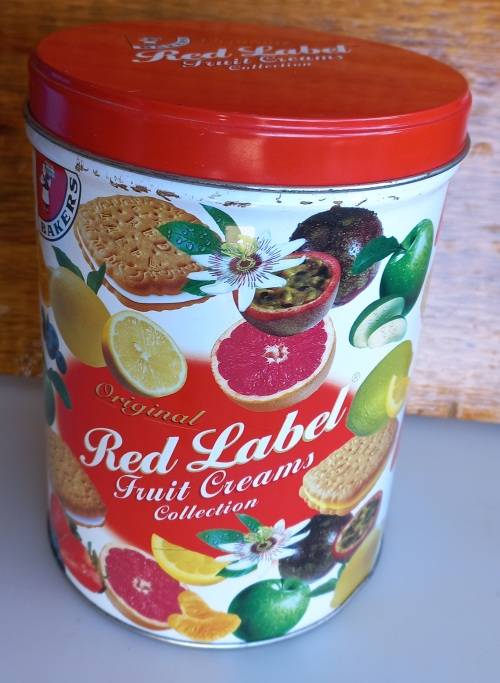 Red Label
Fruit Creams
Collection
BAKERS
Original
Red Label®
Fruit Creams
Collection